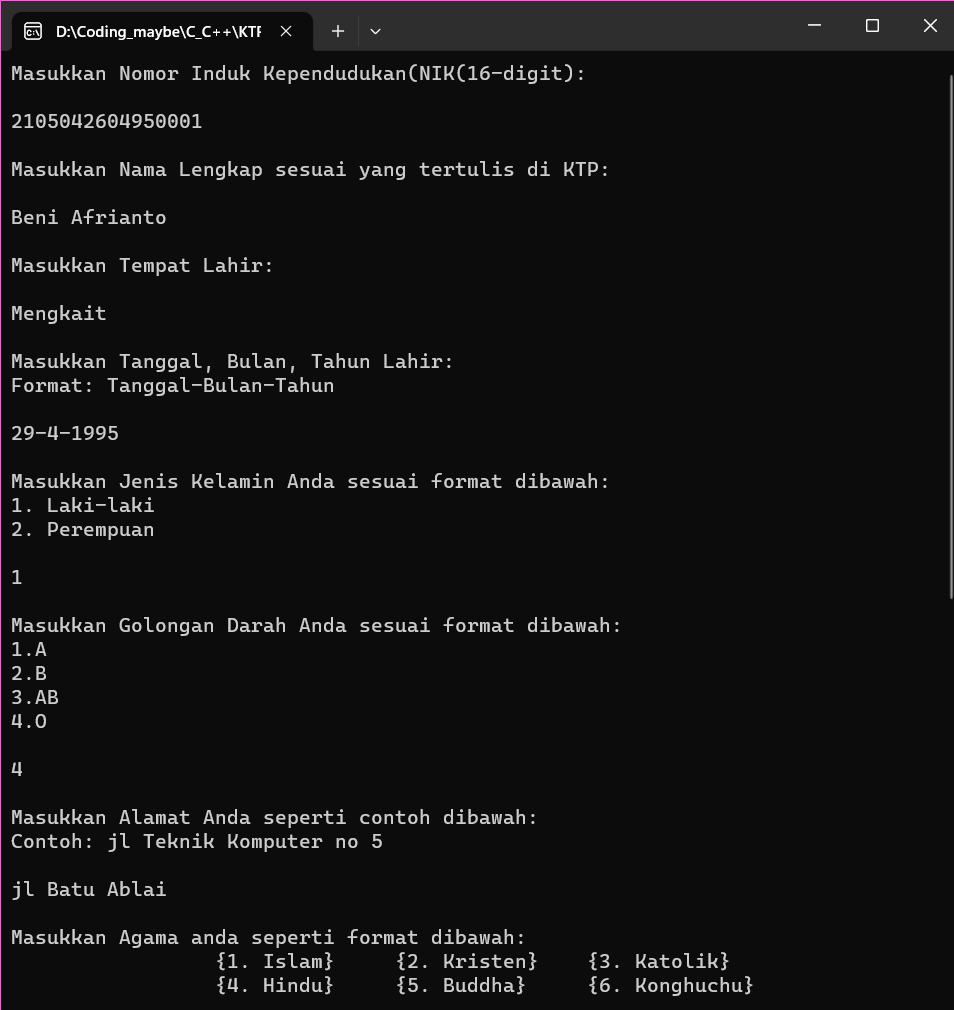 D:\Coding_maybe\C_C++\KTP
Masukkan Nomor Induk Kependudukan(NIK(16-digit):
2105042604950001
Masukkan Nama Lengkap sesuai yang tertulis di KTP:
Beni Afrianto
Masukkan Tempat Lahir:
Mengkait
Masukkan Tanggal, Bulan, Tahun Lahir:
Format: Tanggal-Bulan-Tahun
29-4-1995
Masukkan Jenis Kelamin Anda sesuai format dibawah:
1. Laki-laki
2. Perempuan
1
Masukkan Golongan Darah Anda sesuai format dibawah:
1.A
2.B
3.AB
4.O
4
Masukkan Alamat Anda seperti contoh dibawah:
Contoh: jl Teknik Komputer no 5
jl Batu Ablai
Masukkan Agama anda seperti format dibawah:
{1. Islam} {2. Kristen} {3. Katolik}
{4. Hindu} {5. Buddha} {6. Konghuchu}